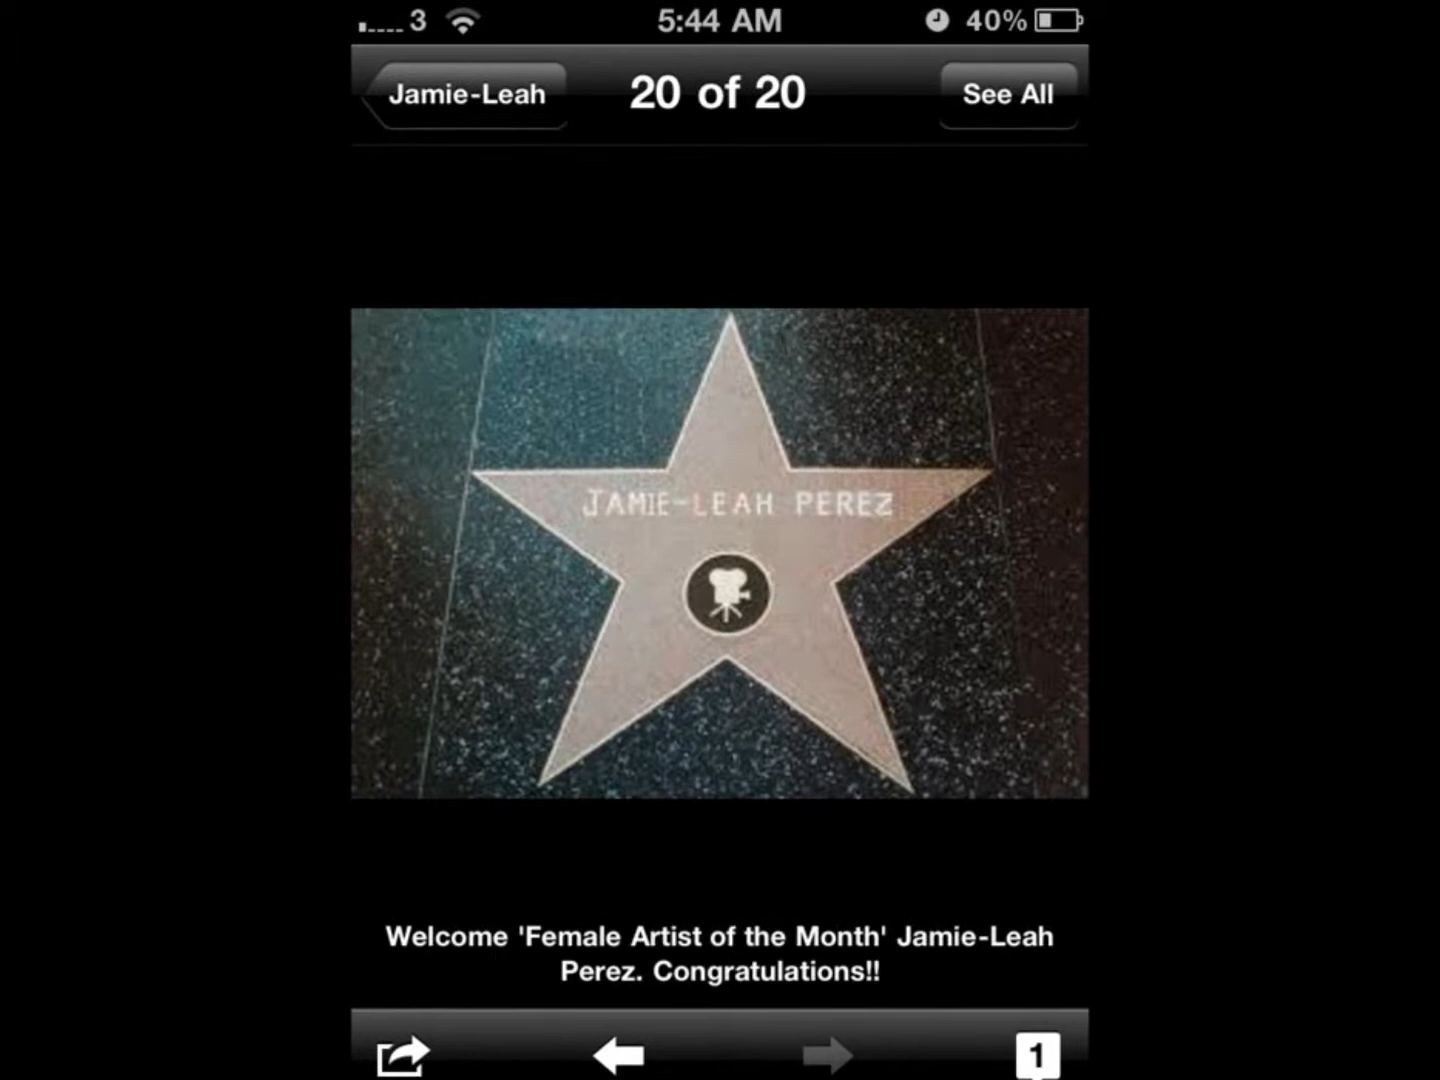 3 5:44 AM 40%
Jamie-Leah 20 of 20 See All
JAMIE-LEAH PEREZ
Welcome 'Female Artist of the Month' Jamie-Leah
Perez. Congratulations!!
1